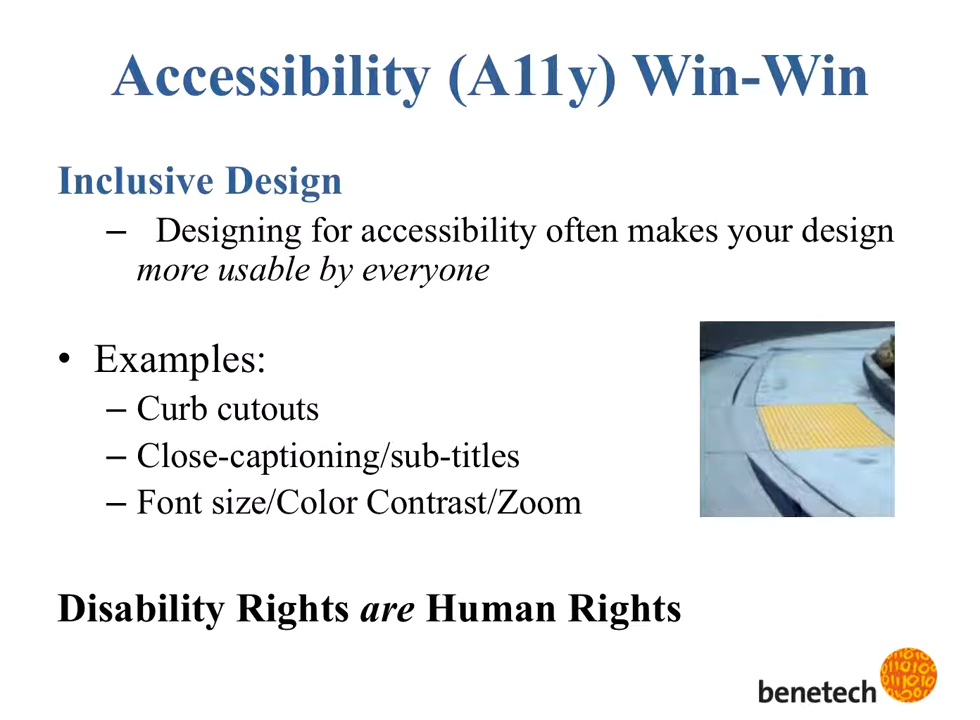 Accessibility (A11y) Win-Win
Inclusive Design
– Designing for accessibility often makes your design
more usable by everyone
• Examples:
– Curb cutouts
– Close-captioning/sub-titles
– Font size/Color Contrast/Zoom
Disability Rights are Human Rights
benetech